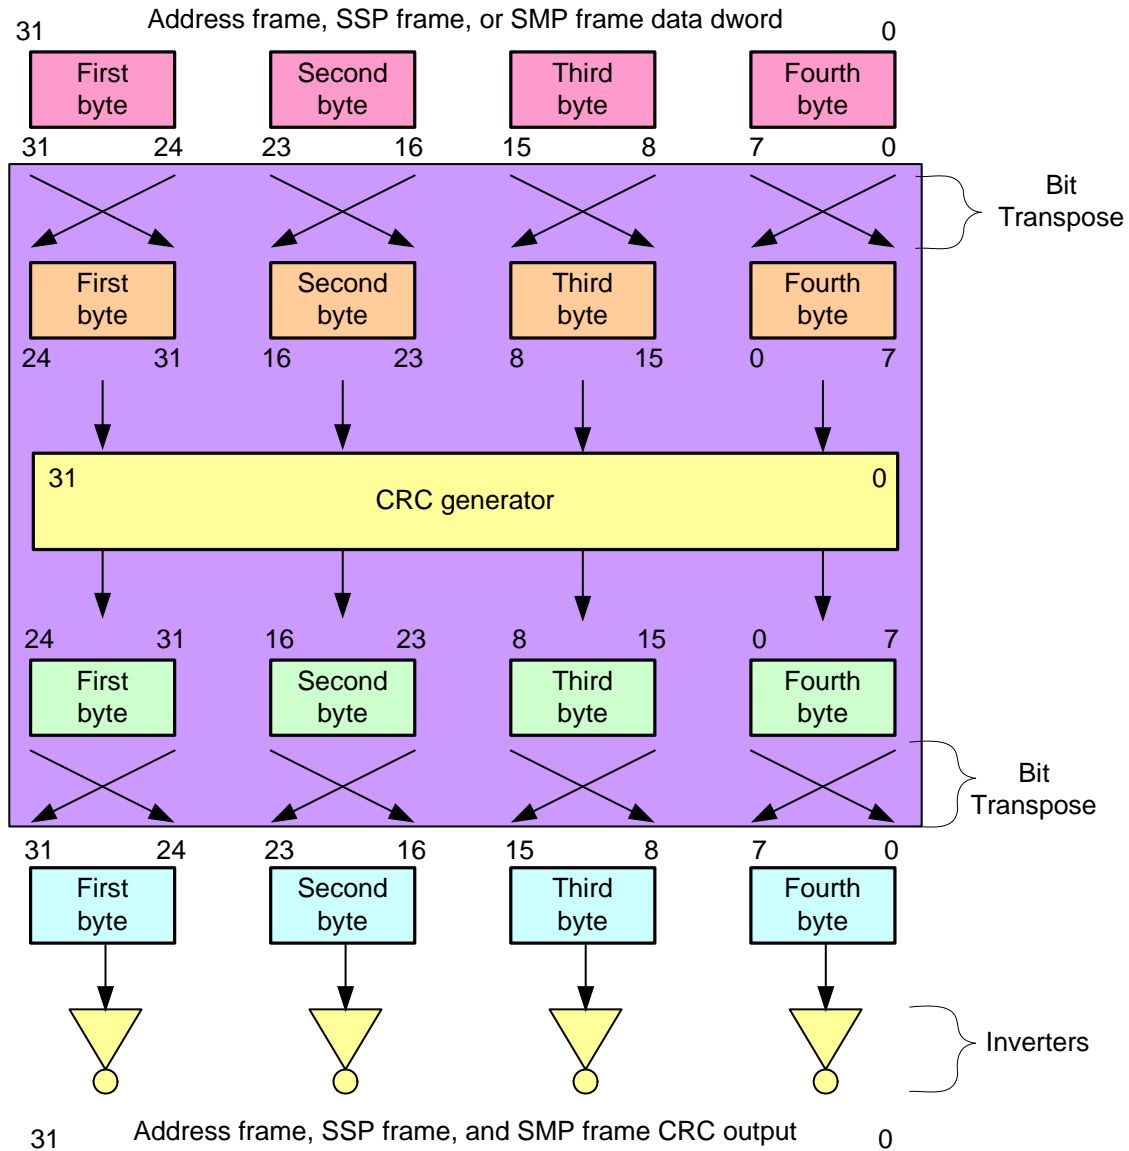 Address frame, SSP frame, or SMP frame data dword
31 0
First byte Second byte Third byte Fourth byte
31 24 23 16 15 8 7 0
Bit
Transpose
First byte Second byte Third byte Fourth byte
24 31 16 23 8 15 0 7
31 CRC generator 0
24 31 16 23 8 15 0 7
First byte Second byte Third byte Fourth byte
Bit
Transpose
31 24 23 16 15 8 7 0
First byte Second byte Third byte Fourth byte
Inverters
31 Address frame, SSP frame, and SMP frame CRC output 0